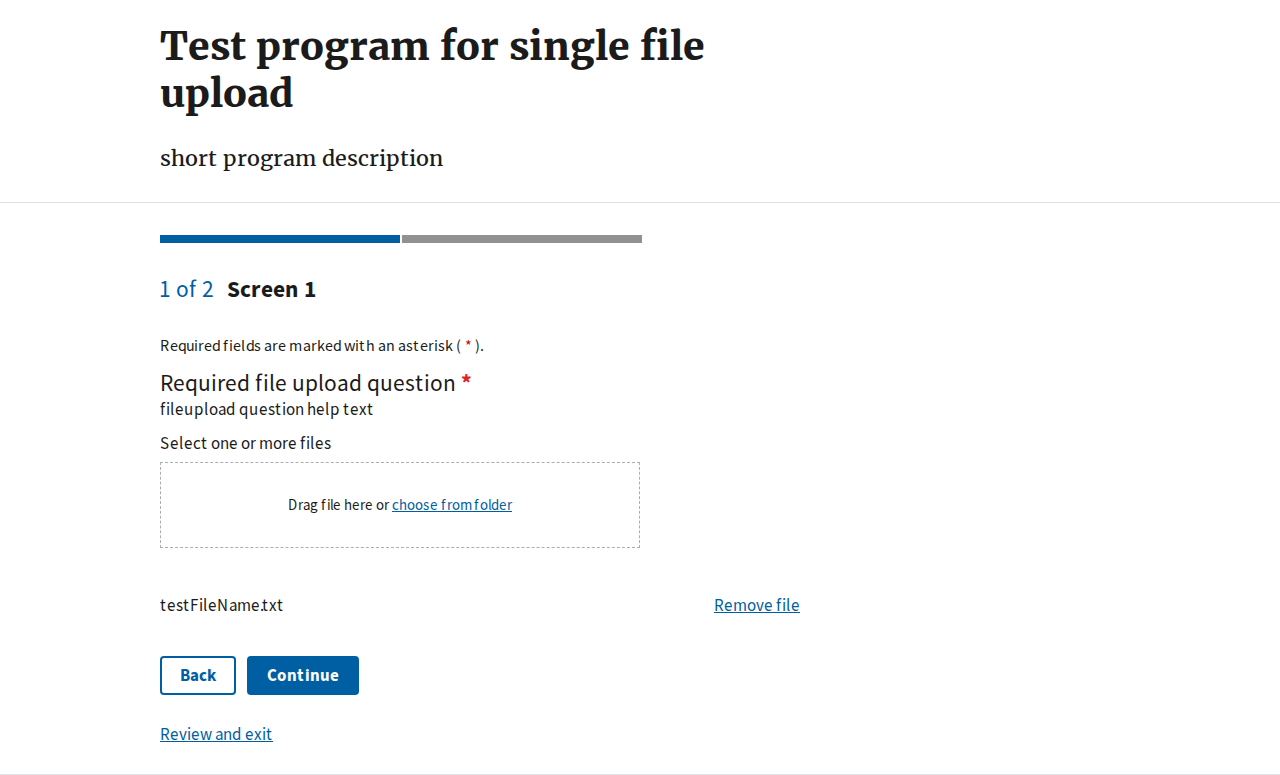 Test program for single file
upload
short program description
1 of 2 Screen 1
Required fields are marked with an asterisk ( * ).
Required file upload question *
fileupload question help text
Select one or more files
Drag file here or choose from folder
testFileName.txt Remove file
Back Continue
Review and exit